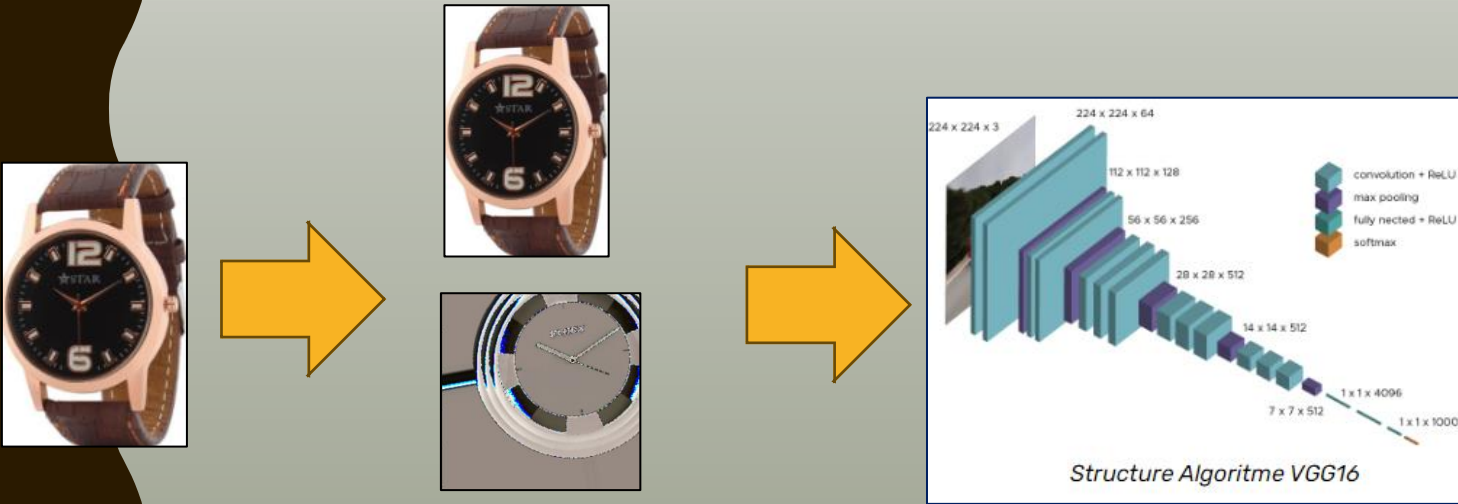 12
STAR
6
12
STAR
6
224 x 224 x 3
224 x 224 x 64
112 x 112 x 128
56 x 56 x 256
28 x 28 x 512
14 x 14 x 512
7 x 7 x 512
1 x 1 x 4096
1 x 1 x 1000
convolution + ReLU
max pooling
fully nected + ReLU
softmax
Structure Algoritme VGG16